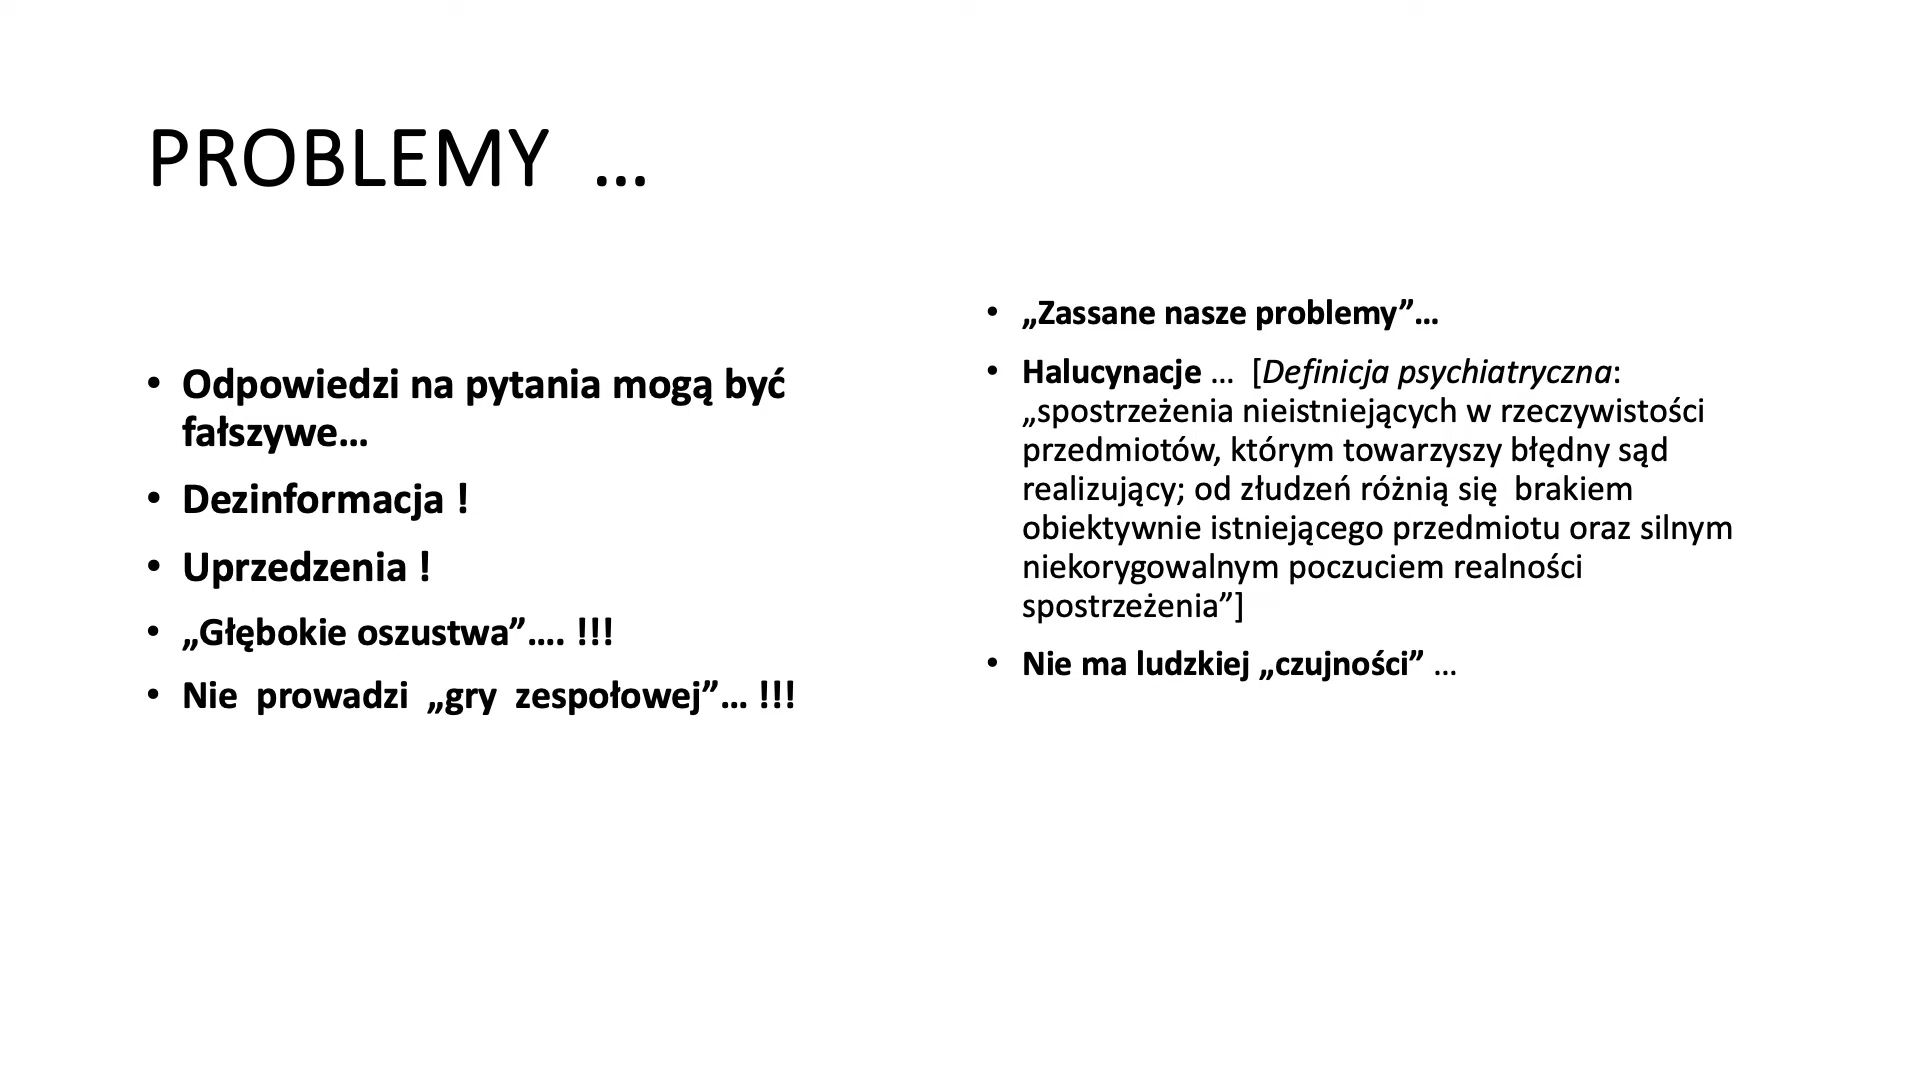 PROBLEMY …
• Odpowiedzi na pytania mogą być
fałszywe…
• Dezinformacja !
• Uprzedzenia !
• „Głębokie oszustwa”…. !!!
• Nie prowadzi „gry zespołowej”… !!!
• „Zassane nasze problemy”…
• Halucynacje … [Definicja psychiatryczna:
„spostrzeżenia nieistniejących w rzeczywistości
przedmiotów, którym towarzyszy błędny sąd
realizujący; od złudzeń różnią się brakiem
obiektywnie istniejącego przedmiotu oraz silnym
niekorygowalnym poczuciem realności
spostrzeżenia”]
• Nie ma ludzkiej „czujności” …